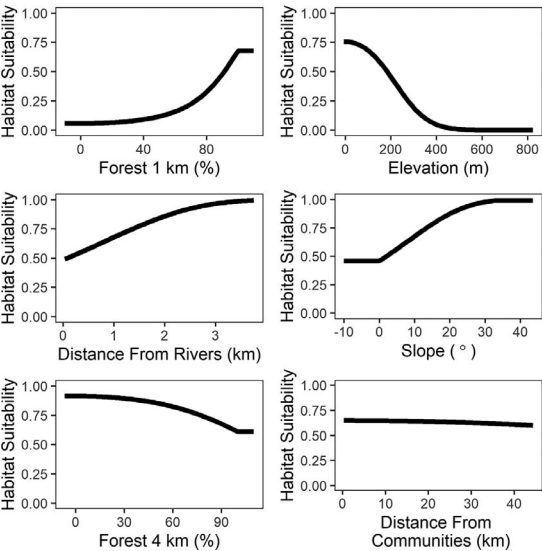 Habitat Suitability
1.00
0.75
0.50
0.25
0.00
0 40 80
Forest 1 km (%)
Habitat Suitability
1.00
0.75
0.50
0.25
0.00
0 200 400 600 800
Elevation (m)
Habitat Suitability
1.00
0.75
0.50
0.25
0.00
0 1 2 3
Distance From Rivers (km)
Habitat Suitability
1.00
0.75
0.50
0.25
0.00
-10 0 10 20 30 40
Slope ( ° )
Habitat Suitability
1.00
0.75
0.50
0.25
0.00
0 30 60 90
Forest 4 km (%)
Habitat Suitability
1.00
0.75
0.50
0.25
0.00
0 10 20 30 40
Distance From
Communities (km)